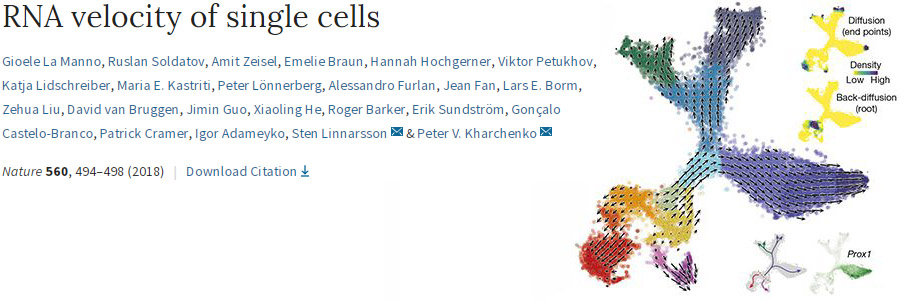 RNA velocity of single cells
Gioele La Manno, Ruslan Soldatov, Amit Zeisel, Emelie Braun, Hannah Hochgerner, Viktor Petukhov,
Katja Lidschreiber, Maria E. Kastriti, Peter Lönnerberg, Alessandro Furlan, Jean Fan, Lars E. Borm,
Zehua Liu, David van Bruggen, Jimin Guo, Xiaoling He, Roger Barker, Erik Sundström, Gonçalo
Castelo-Branco, Patrick Cramer, Igor Adameyko, Sten Linnarsson & Peter V. Kharchenko
Nature 560, 494–498 (2018) | Download Citation
Diffusion
(end points)
Density
Low High
Back-diffusion
(root)
Prox1